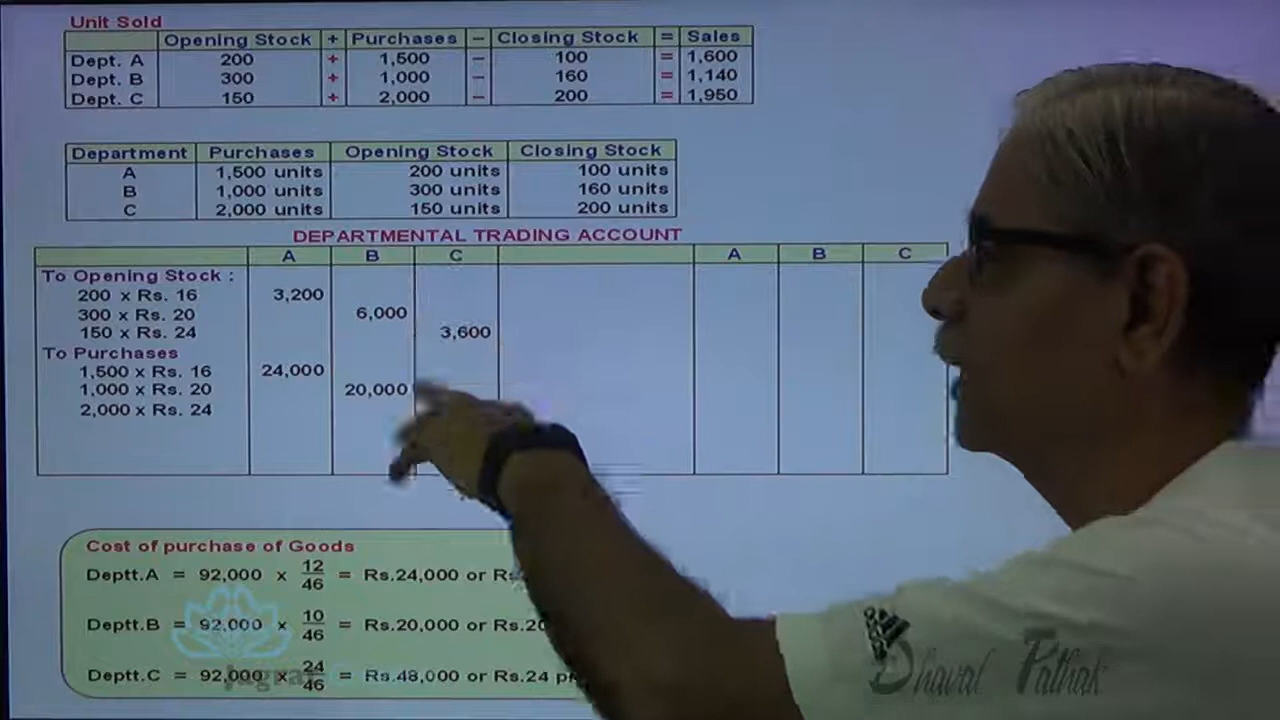 Unit Sold
Opening Stock + Purchases – Closing Stock = Sales
Dept. A 200 + 1,500 – 100 = 1,600
Dept. B 300 + 1,000 – 160 = 1,140
Dept. C 150 + 2,000 – 200 = 1,950
Department Purchases Opening Stock Closing Stock
A 1,500 units 200 units 100 units
B 1,000 units 300 units 160 units
C 2,000 units 150 units 200 units
DEPARTMENTAL TRADING ACCOUNT
A B C A B C
To Opening Stock :
200 x Rs. 16 3,200
300 x Rs. 20 6,000
150 x Rs. 24 3,600
To Purchases
1,500 x Rs. 16 24,000
1,000 x Rs. 20 20,000
2,000 x Rs. 24
Cost of purchase of Goods
Deptt.A = 92,000 x 12/46 = Rs.24,000 or
Deptt.B = 92,000 x 10/46 = Rs.20,000 or
Deptt.C = 92,000 x 24/46 = Rs.48,000 or Rs.24
Dhaval Pathak